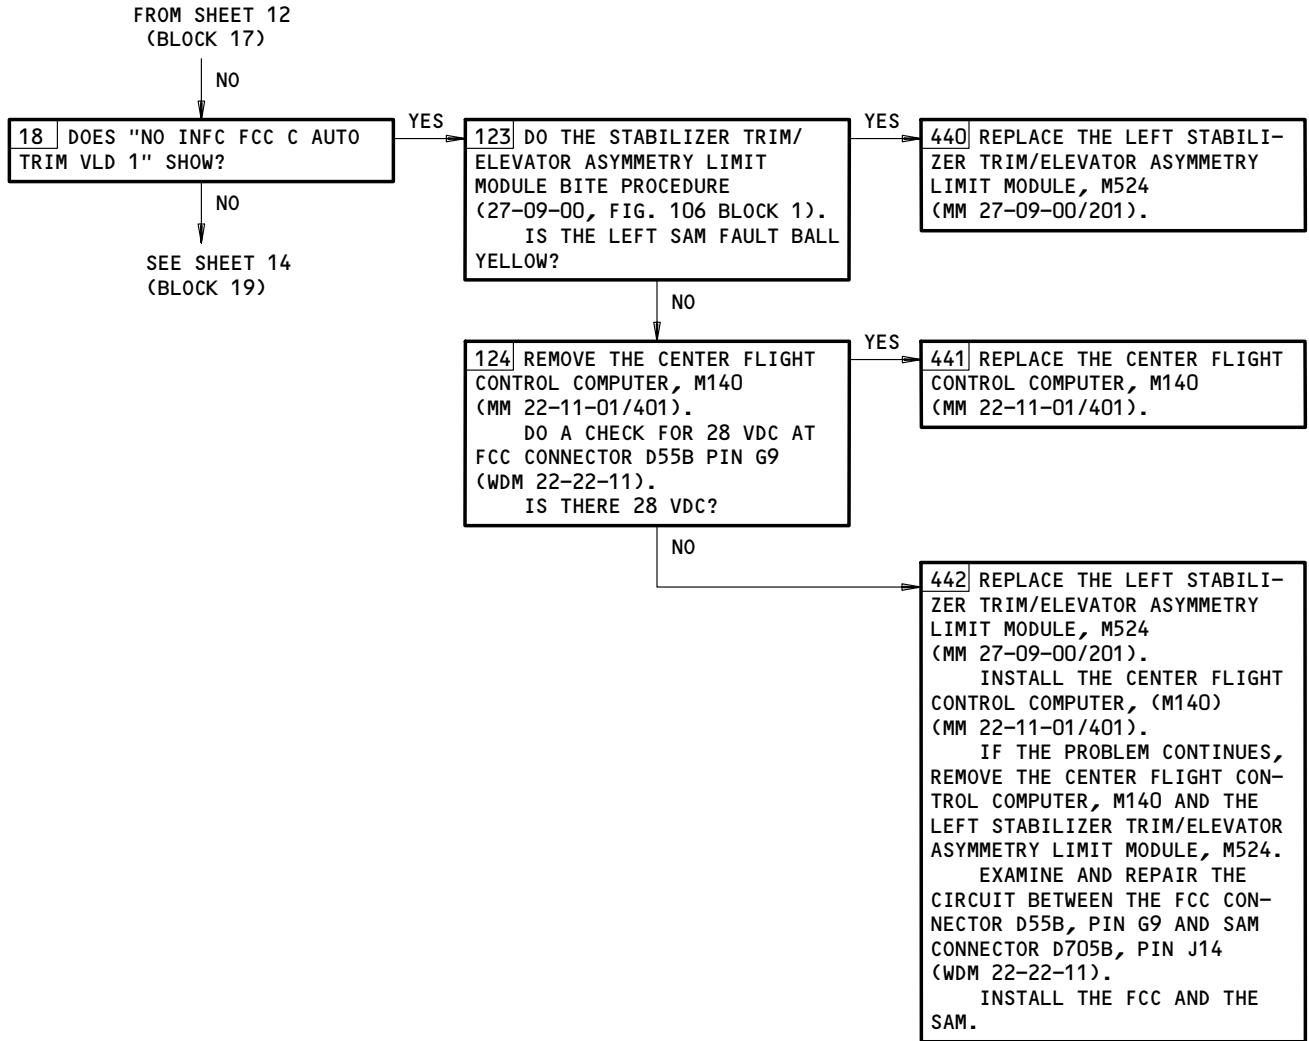 FROM SHEET 12
(BLOCK 17)
NO
18 DOES "NO INFC FCC C AUTO
TRIM VLD 1" SHOW?
YES
NO
SEE SHEET 14
(BLOCK 19)
123 DO THE STABILIZER TRIM/
ELEVATOR ASYMMETRY LIMIT
MODULE BITE PROCEDURE
(27-09-00, FIG. 106 BLOCK 1).
IS THE LEFT SAM FAULT BALL
YELLOW?
YES
NO
440 REPLACE THE LEFT STABILI-
ZER TRIM/ELEVATOR ASYMMETRY
LIMIT MODULE, M524
(MM 27-09-00/201).
124 REMOVE THE CENTER FLIGHT
CONTROL COMPUTER, M140
(MM 22-11-01/401).
DO A CHECK FOR 28 VDC AT
FCC CONNECTOR D55B PIN G9
(WDM 22-22-11).
IS THERE 28 VDC?
YES
NO
441 REPLACE THE CENTER FLIGHT
CONTROL COMPUTER, M140
(MM 22-11-01/401).
442 REPLACE THE LEFT STABILI-
ZER TRIM/ELEVATOR ASYMMETRY
LIMIT MODULE, M524
(MM 27-09-00/201).
INSTALL THE CENTER FLIGHT
CONTROL COMPUTER, (M140)
(MM 22-11-01/401).
IF THE PROBLEM CONTINUES,
REMOVE THE CENTER FLIGHT CON-
TROL COMPUTER, M140 AND THE
LEFT STABILIZER TRIM/ELEVATOR
ASYMMETRY LIMIT MODULE, M524.
EXAMINE AND REPAIR THE
CIRCUIT BETWEEN THE FCC CON-
NECTOR D55B, PIN G9 AND SAM
CONNECTOR D705B, PIN J14
(WDM 22-22-11).
INSTALL THE FCC AND THE
SAM.